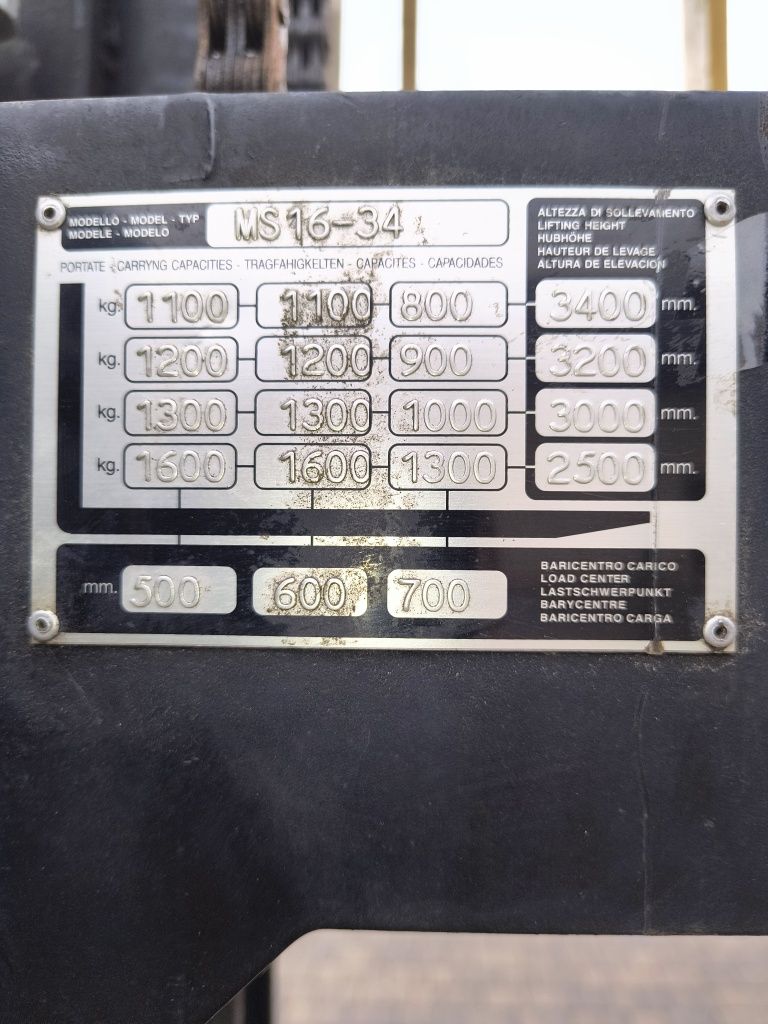 MODELLO - MODEL - TYP
MODELE - MODELO
MS16-34
ALTEZZA DI SOLLEVAMENTO
LIFTING HEIGHT
HUBHÖHE
HAUTEUR DE LEVAGE
ALTURA DE ELEVACION
PORTATE - CARRYNG CAPACITIES - TRAGFAHIGKELTEN - CAPACITES - CAPACIDADES
kg. 1100 1100 800 3400 mm.
kg. 1200 1200 900 3200 mm.
kg. 1300 1300 1000 3000 mm.
kg. 1600 1600 1300 2500 mm.
mm. 500 600 700
BARICENTRO CARICO
LOAD CENTER
LASTSCHWERPUNKT
BARYCENTRE
BARICENTRO CARGA